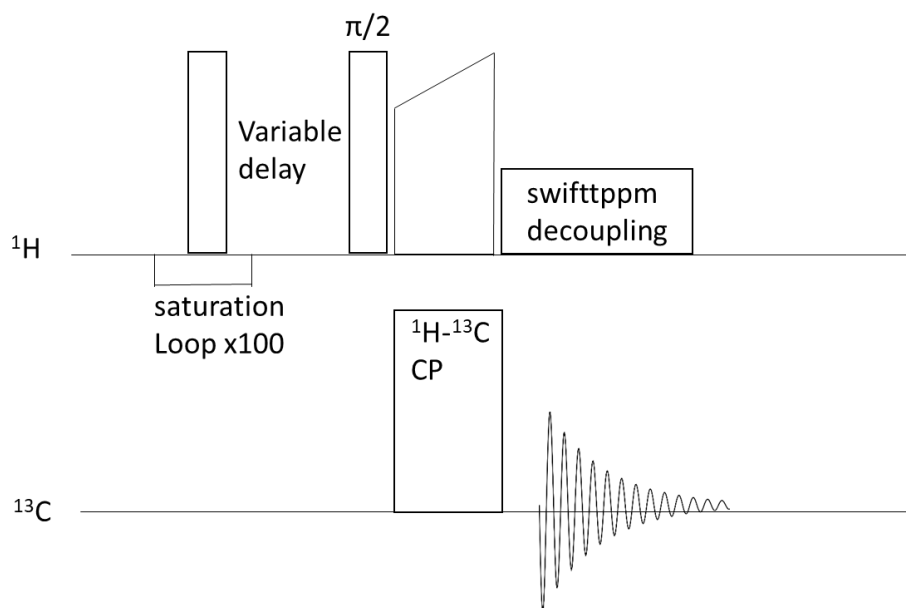 π/2
Variable
delay
swifttppm
decoupling
¹H
saturation
Loop x100
¹H-¹³C
CP
¹³C